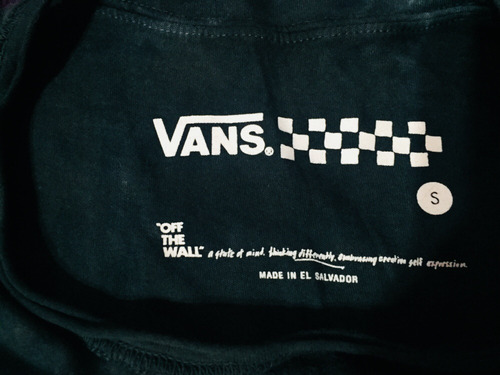 VANS®
S
"OFF
THE
WALL" a state of mind. thinking differently, embracing creative self expression.
MADE IN EL SALVADOR